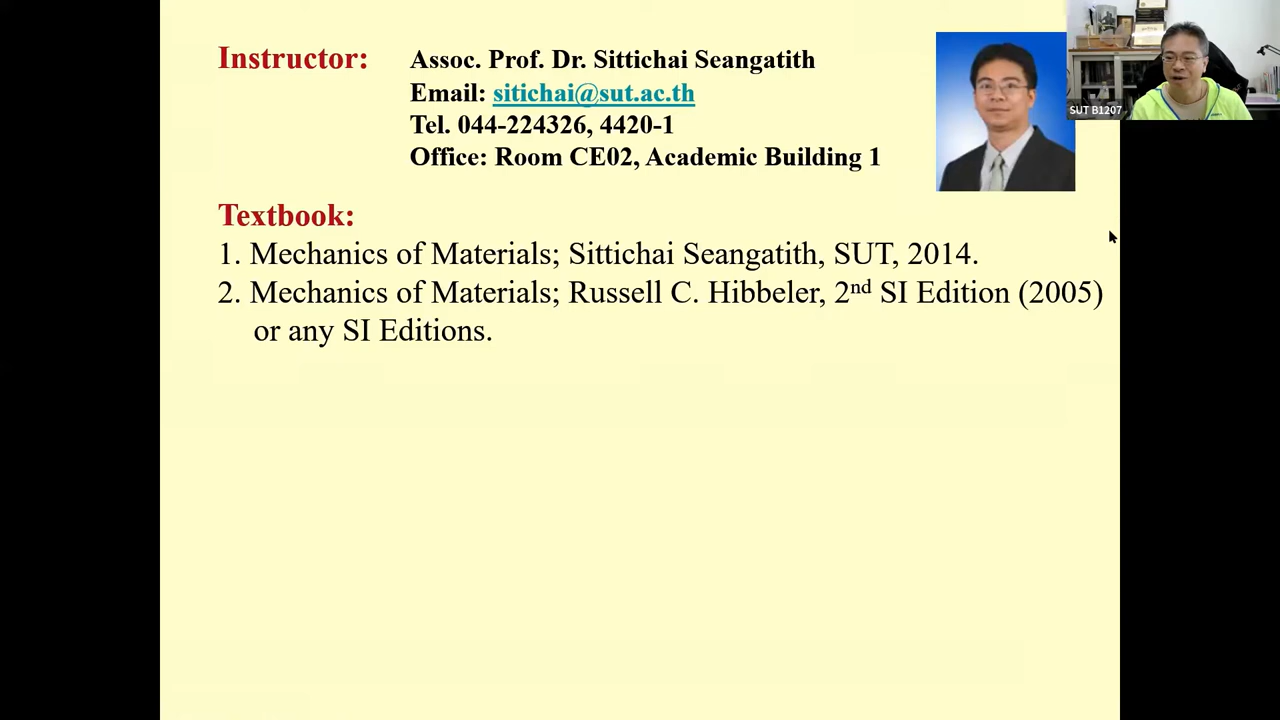 Instructor: Assoc. Prof. Dr. Sittichai Seangatith
Email: sitichai@sut.ac.th
Tel. 044-224326, 4420-1
Office: Room CE02, Academic Building 1
SUT B1207
Textbook:
1. Mechanics of Materials; Sittichai Seangatith, SUT, 2014.
2. Mechanics of Materials; Russell C. Hibbeler, 2nd SI Edition (2005)
or any SI Editions.